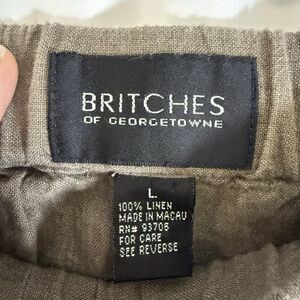 BRITCHES
OF GEORGETOWNE
L
100% LINEN
MADE IN MACAU
RN# 93708
FOR CARE
SEE REVERSE